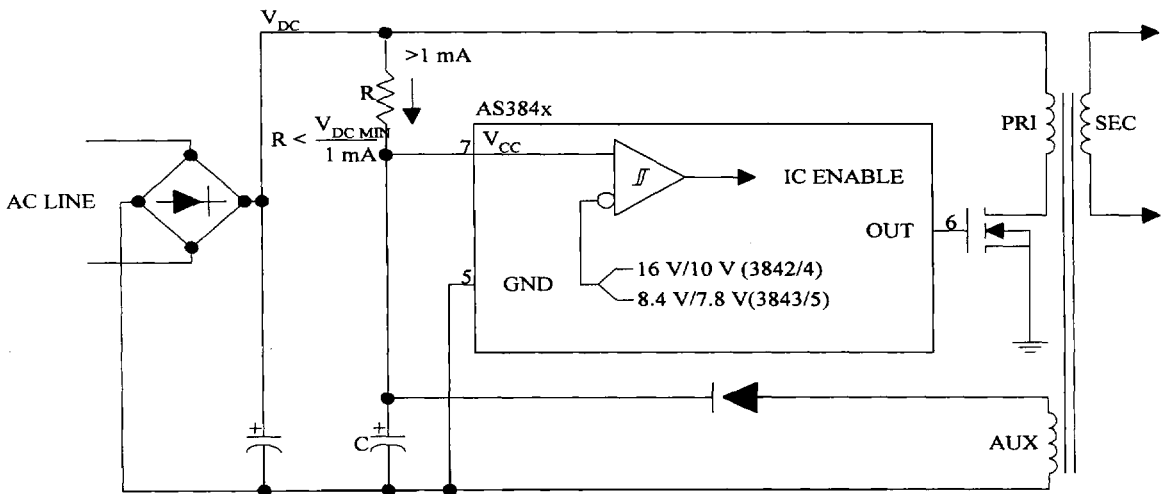 V_DC
>1 mA
R
R < V_DC MIN / 1 mA
AS384x
7
V_CC
PRI
SEC
AC LINE
IC ENABLE
OUT
6
16 V/10 V (3842/4)
5
GND
8.4 V/7.8 V(3843/5)
+
C
+
AUX